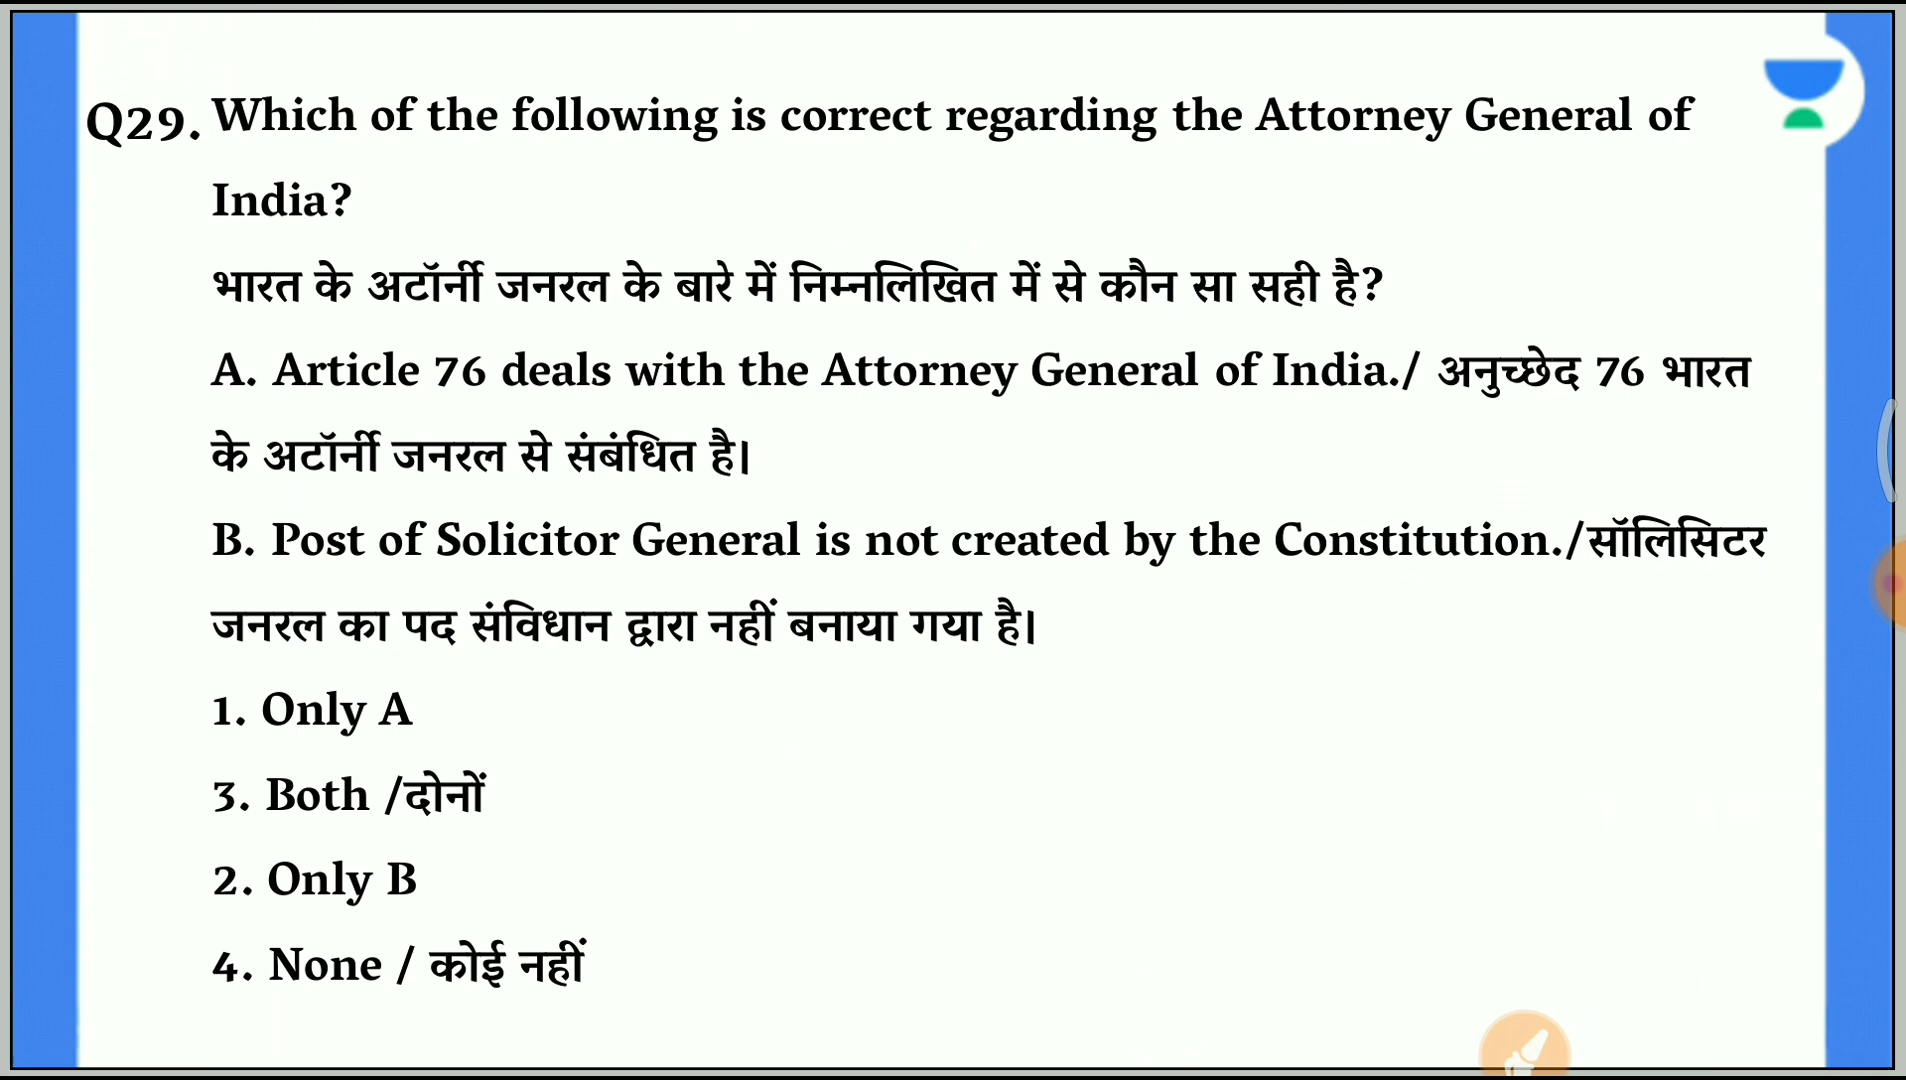 Q29. Which of the following is correct regarding the Attorney General of
India?
भारत के अटॉर्नी जनरल के बारे में निम्नलिखित में से कौन सा सही है?
A. Article 76 deals with the Attorney General of India./ अनुच्छेद 76 भारत
के अटॉर्नी जनरल से संबंधित है।
B. Post of Solicitor General is not created by the Constitution./सॉलिसिटर
जनरल का पद संविधान द्वारा नहीं बनाया गया है।
1. Only A
3. Both /दोनों
2. Only B
4. None / कोई नहीं